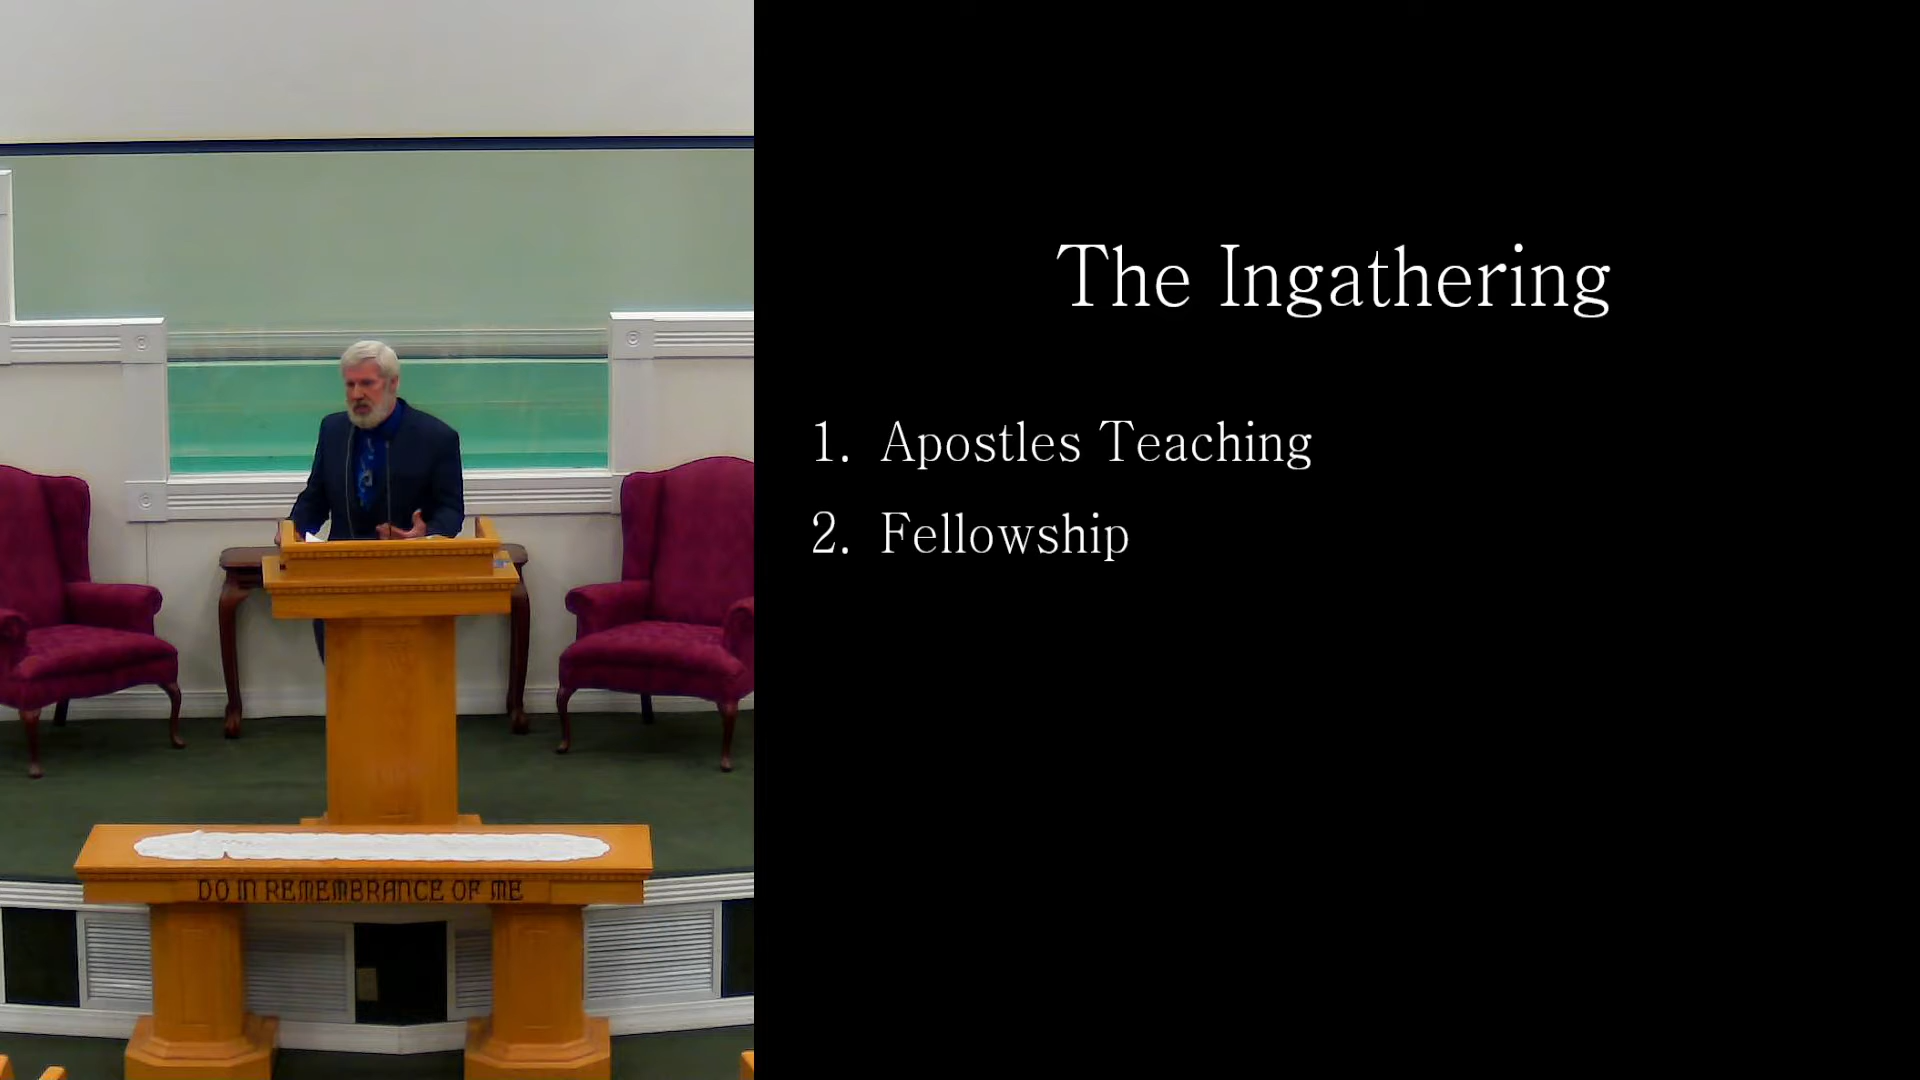 The Ingathering
1. Apostles Teaching
2. Fellowship
DO IN REMEMBRANCE OF ME